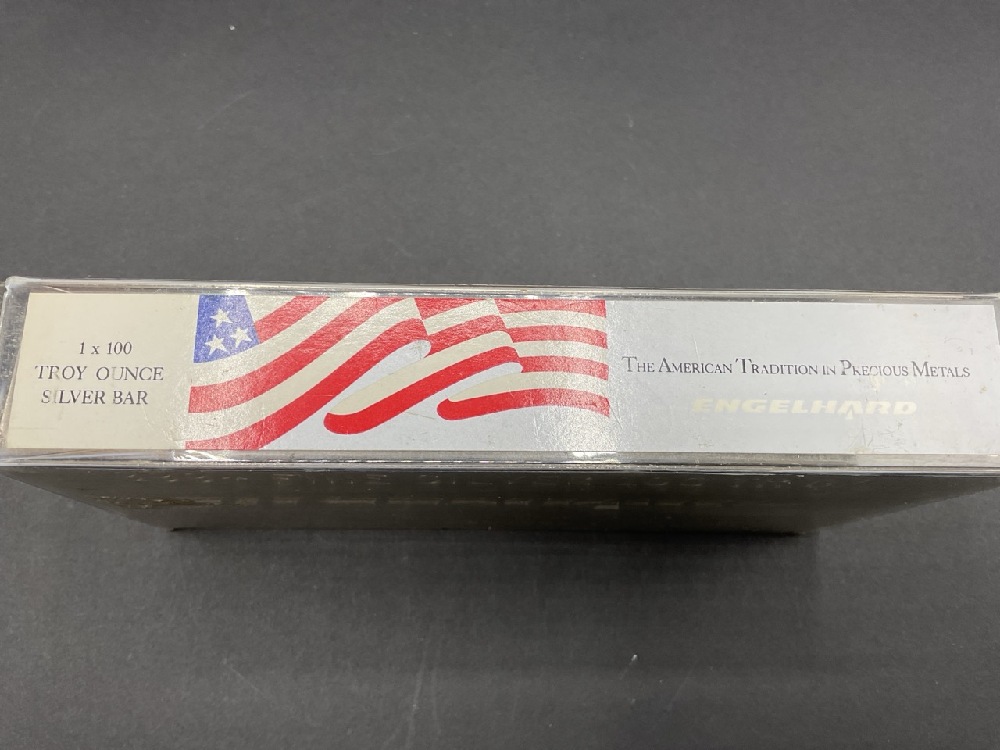 1 x 100
TROY OUNCE
SILVER BAR
THE AMERICAN TRADITION IN PRECIOUS METALS
ENGELHARD